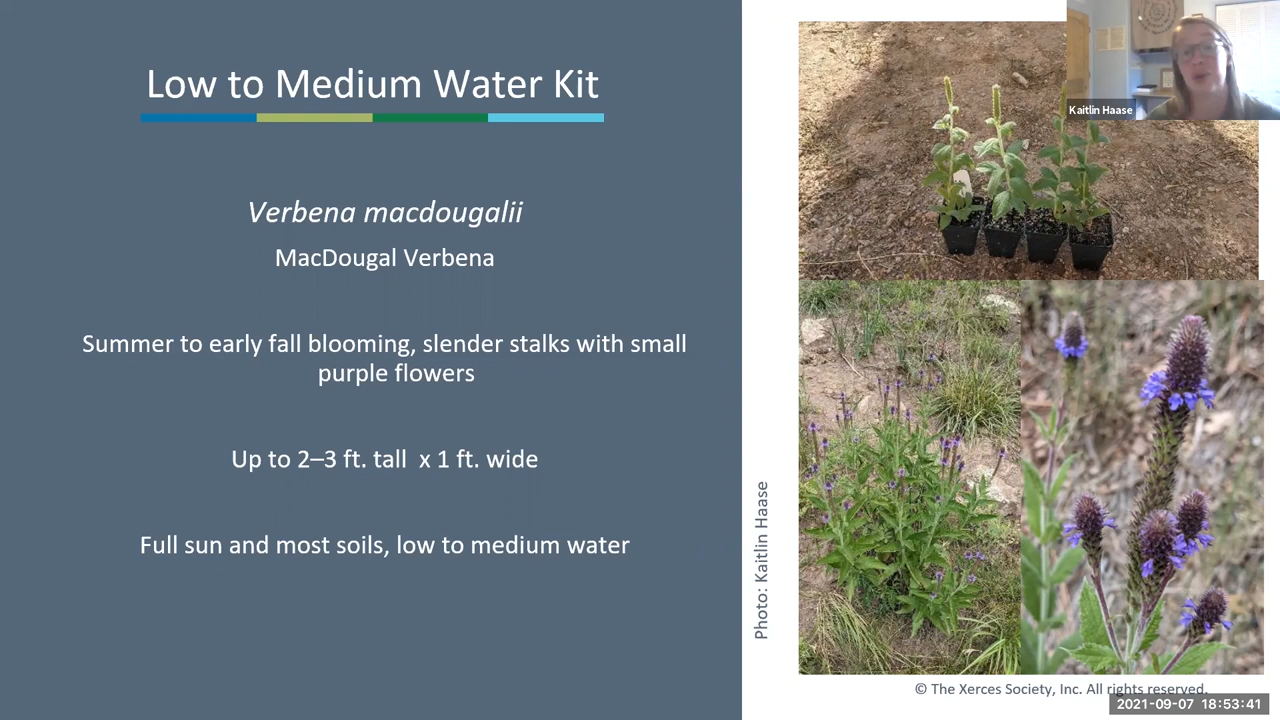 Low to Medium Water Kit
Verbena macdougalii
MacDougal Verbena
Summer to early fall blooming, slender stalks with small
purple flowers
Up to 2–3 ft. tall x 1 ft. wide
Full sun and most soils, low to medium water
Photo: Kaitlin Haase
Kaitlin Haase
© The Xerces Society, Inc. All rights reserved.
2021-09-07 18:53:41